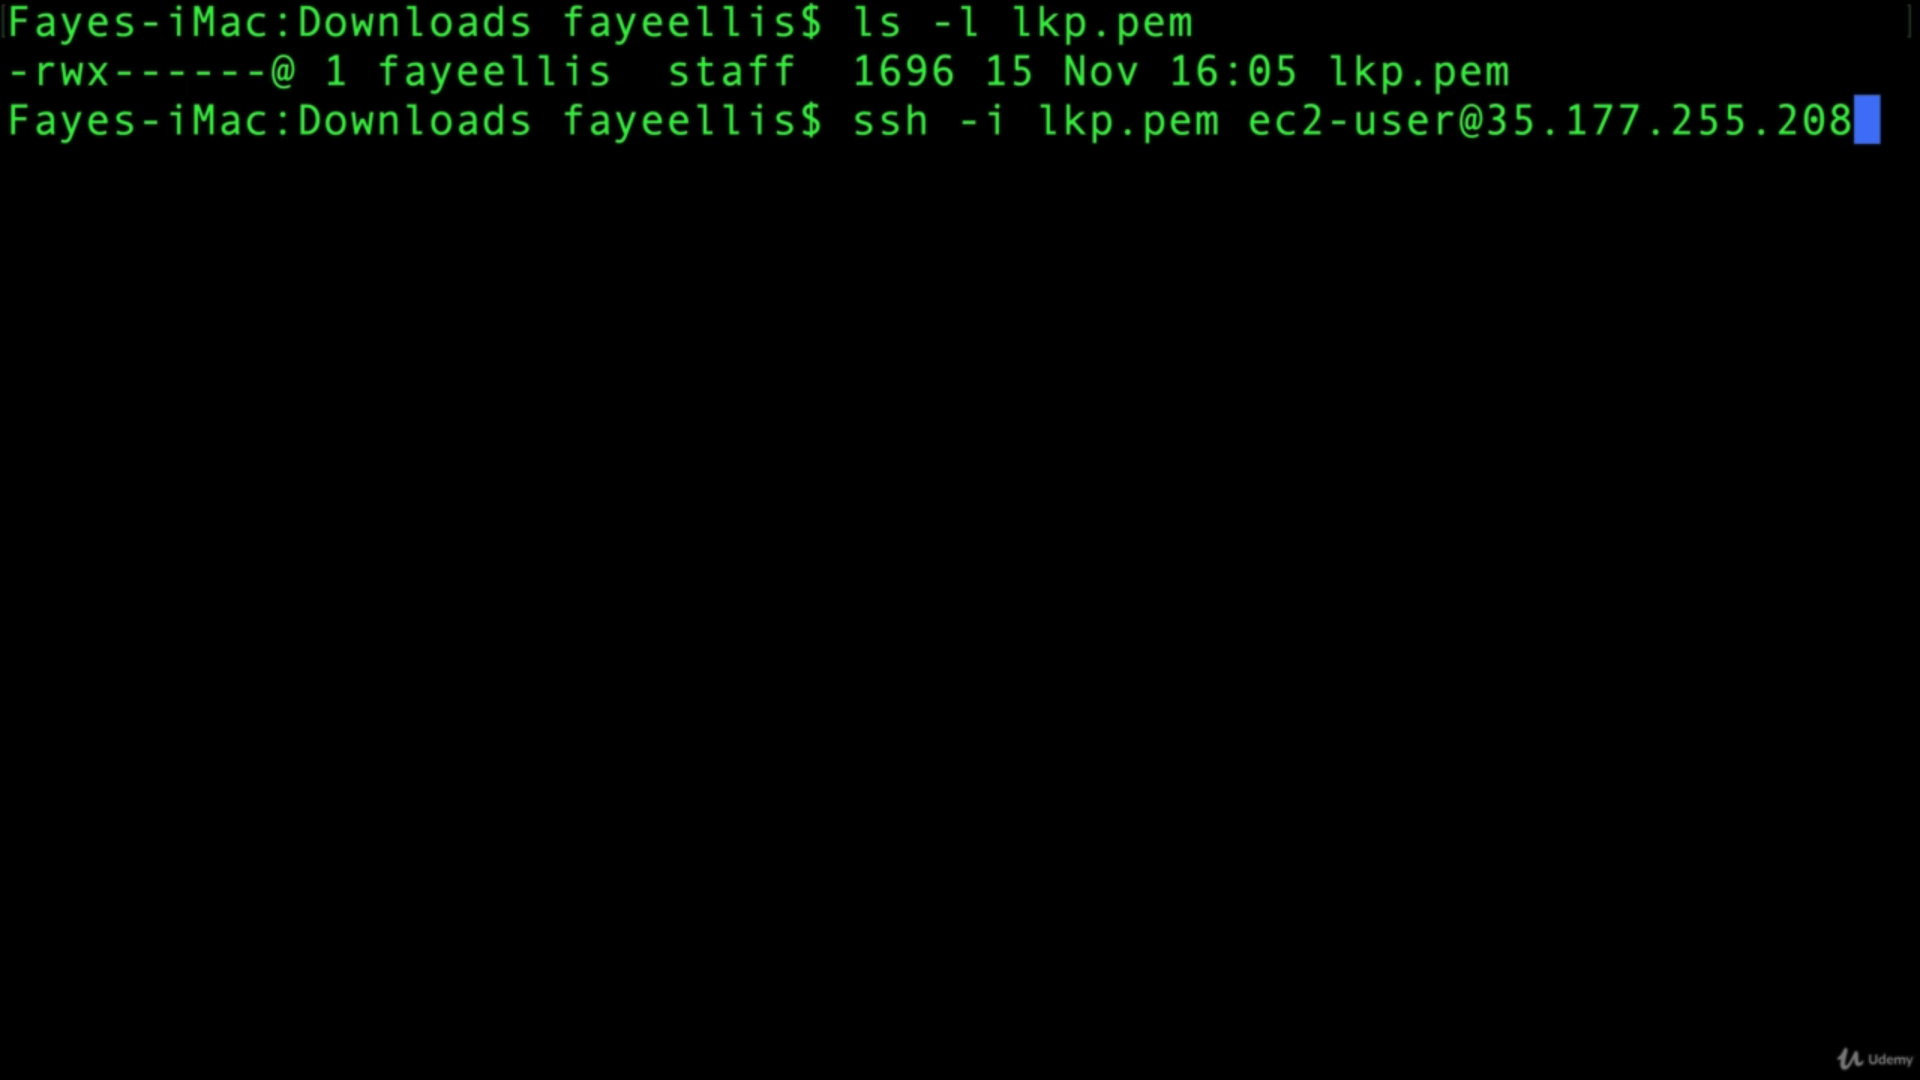 Fayes-iMac:Downloads fayeellis$ ls -l lkp.pem
-rwx------@ 1 fayeellis  staff  1696 15 Nov 16:05 lkp.pem
Fayes-iMac:Downloads fayeellis$ ssh -i lkp.pem ec2-user@35.177.255.208
Udemy